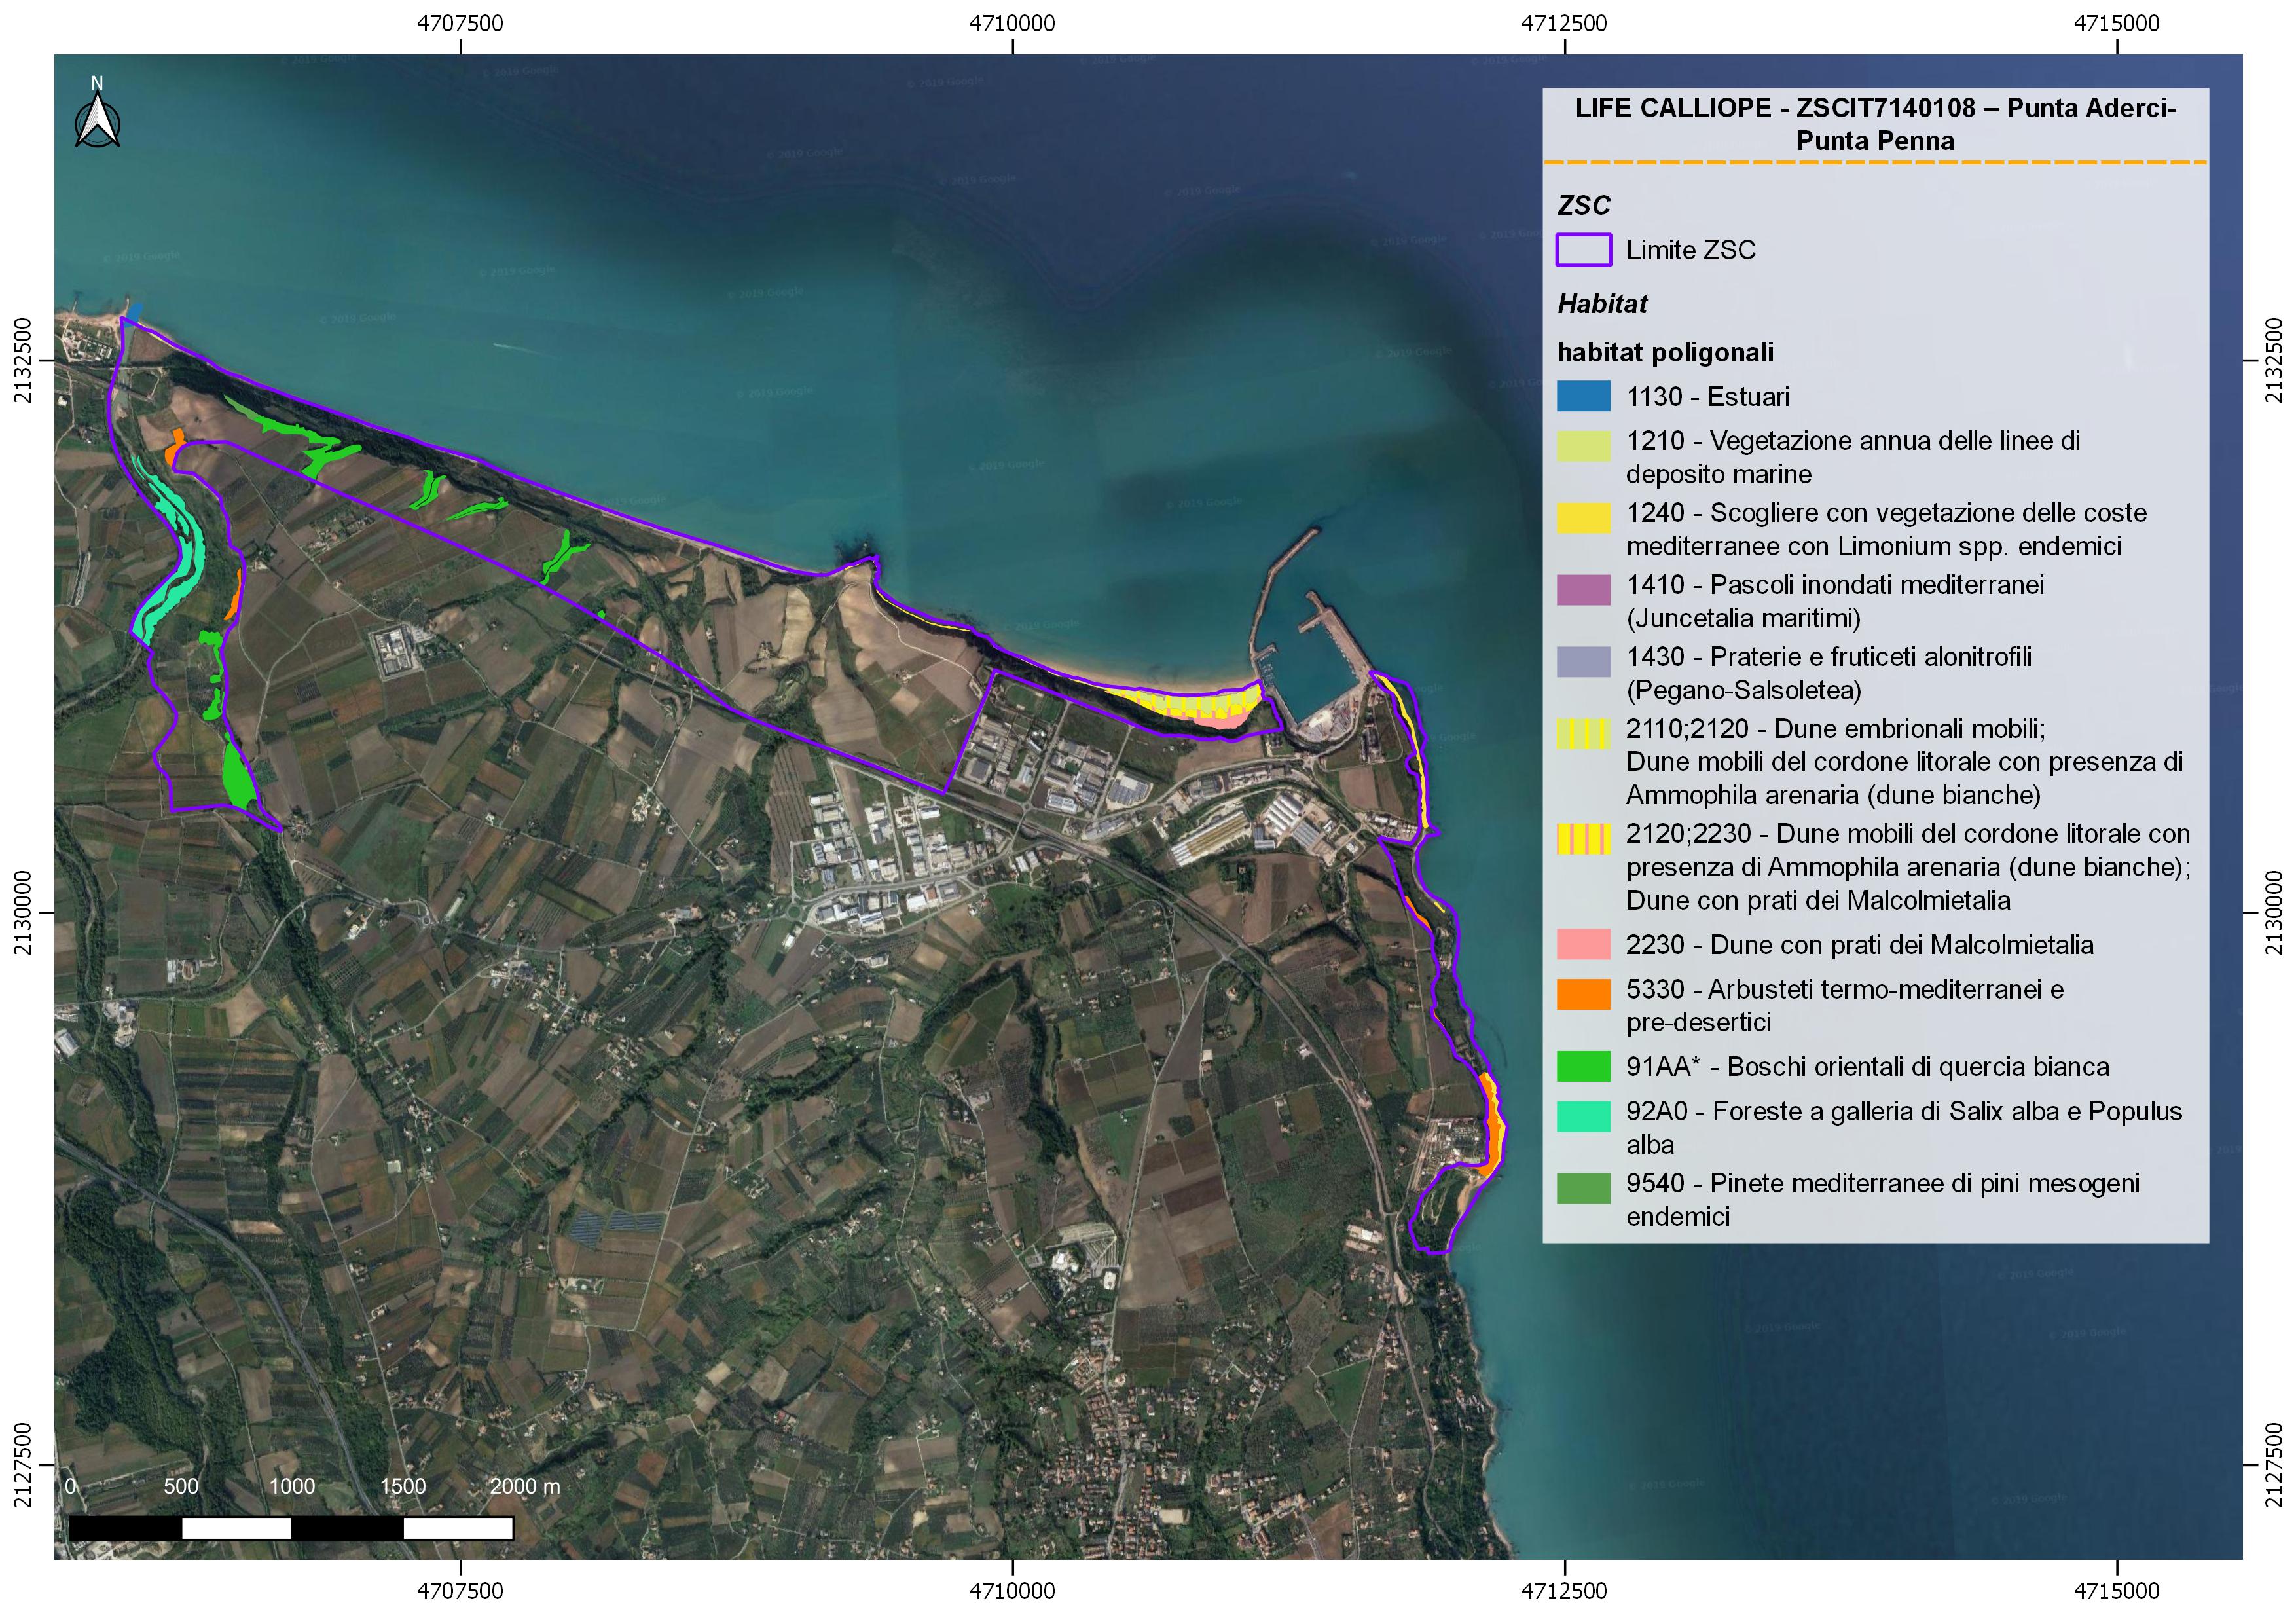 4707500 4710000 4712500 4715000
N
LIFE CALLIOPE - ZSCIT7140108 – Punta Aderci-
Punta Penna
ZSC
Limite ZSC
Habitat
habitat poligonali
1130 - Estuari
1210 - Vegetazione annua delle linee di
deposito marine
1240 - Scogliere con vegetazione delle coste
mediterranee con Limonium spp. endemici
1410 - Pascoli inondati mediterranei
(Juncetalia maritimi)
1430 - Praterie e fruticeti alonitrofili
(Pegano-Salsoletea)
2110;2120 - Dune embrionali mobili;
Dune mobili del cordone litorale con presenza di
Ammophila arenaria (dune bianche)
2120;2230 - Dune mobili del cordone litorale con
presenza di Ammophila arenaria (dune bianche);
Dune con prati dei Malcolmietalia
2230 - Dune con prati dei Malcolmietalia
5330 - Arbusteti termo-mediterranei e
pre-desertici
91AA* - Boschi orientali di quercia bianca
92A0 - Foreste a galleria di Salix alba e Populus
alba
9540 - Pinete mediterranee di pini mesogeni
endemici
2132500
2130000
2127500
2132500
2130000
2127500
© 2019 Google
0 500 1000 1500 2000 m
4707500 4710000 4712500 4715000